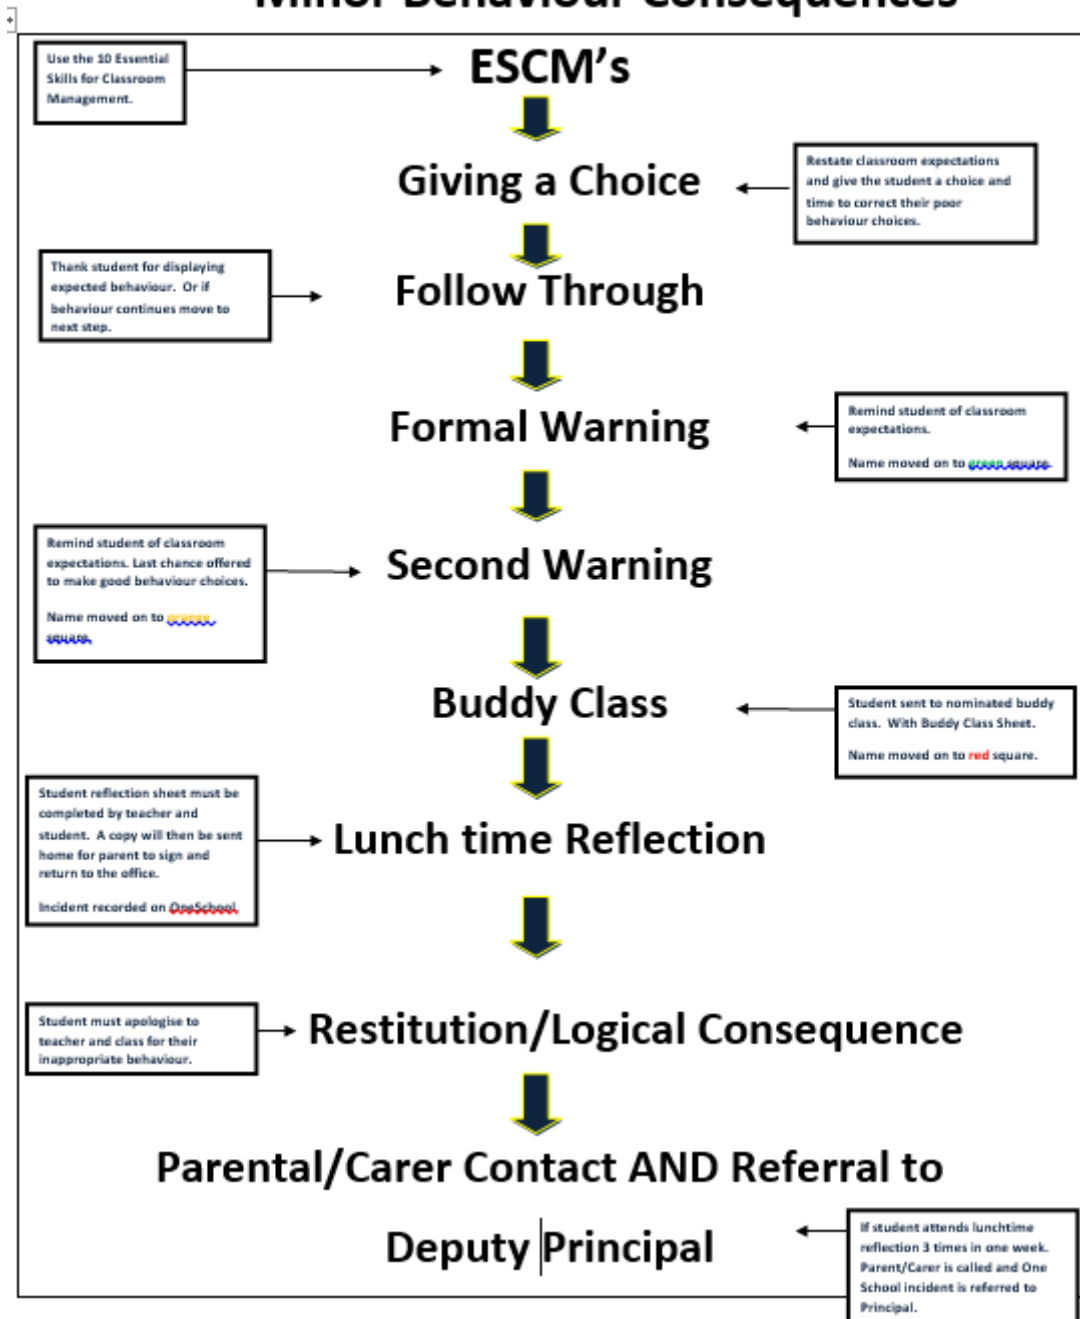 Minor Behaviour Consequences
Use the 10 Essential
Skills for Classroom
Management.
ESCM's
Giving a Choice
Restate classroom expectations
and give the student a choice and
time to correct their poor
behaviour choices.
Thank student for displaying
expected behaviour. Or if
behaviour continues move to
next step.
Follow Through
Formal Warning
Remind student of classroom
expectations.
Name moved on to green square.
Remind student of classroom
expectations. Last chance offered
to make good behaviour choices.
Name moved on to orange
square.
Second Warning
Buddy Class
Student sent to nominated buddy
class. With Buddy Class Sheet.
Name moved on to red square.
Student reflection sheet must be
completed by teacher and
student. A copy will then be sent
home for parent to sign and
return to the office.
Incident recorded on OneSchool.
Lunch time Reflection
Student must apologise to
teacher and class for their
inappropriate behaviour.
Restitution/Logical Consequence
Parental/Carer Contact AND Referral to
Deputy Principal
If student attends lunchtime
reflection 3 times in one week.
Parent/Carer is called and One
School incident is referred to
Principal.